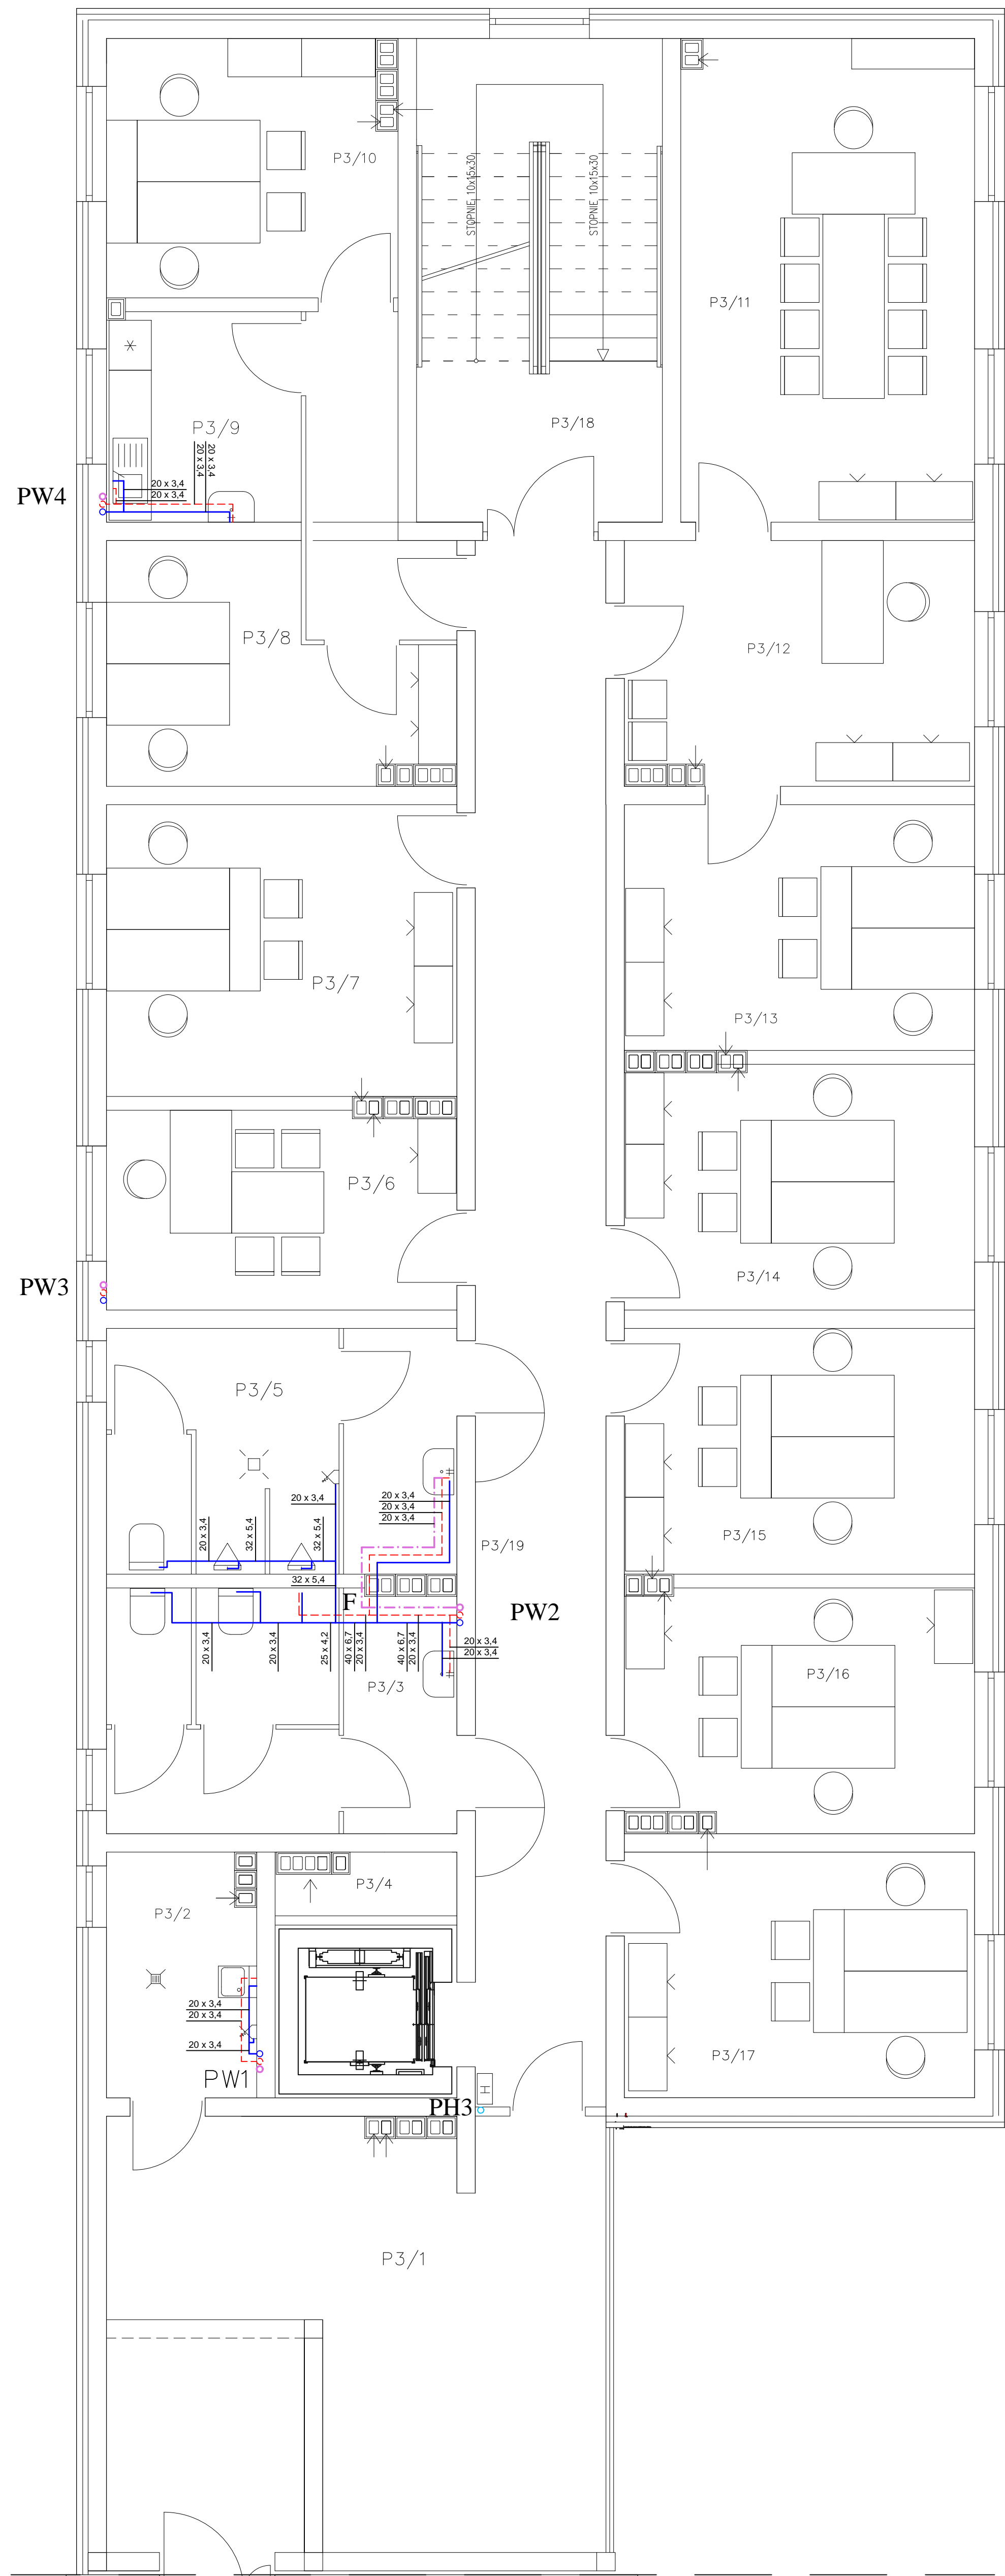 P3/10
STOPNIE 10x15x30
STOPNIE 10x15x30
P3/11
P3/9
P3/18
20 x 3,4
20 x 3,4
20 x 3,4
20 x 3,4
PW4
P3/8
P3/12
P3/7
P3/13
P3/6
P3/14
PW3
P3/5
20 x 3,4
20 x 3,4
20 x 3,4
20 x 3,4
20 x 3,4
32 x 5,4
32 x 5,4
P3/19
P3/15
32 x 5,4
F
PW2
20 x 3,4
20 x 3,4
25 x 4,2
40 x 6,7
20 x 3,4
40 x 6,7
20 x 3,4
20 x 3,4
20 x 3,4
P3/3
P3/16
P3/4
P3/2
20 x 3,4
20 x 3,4
20 x 3,4
PW1
P3/17
H
PH3
P3/1